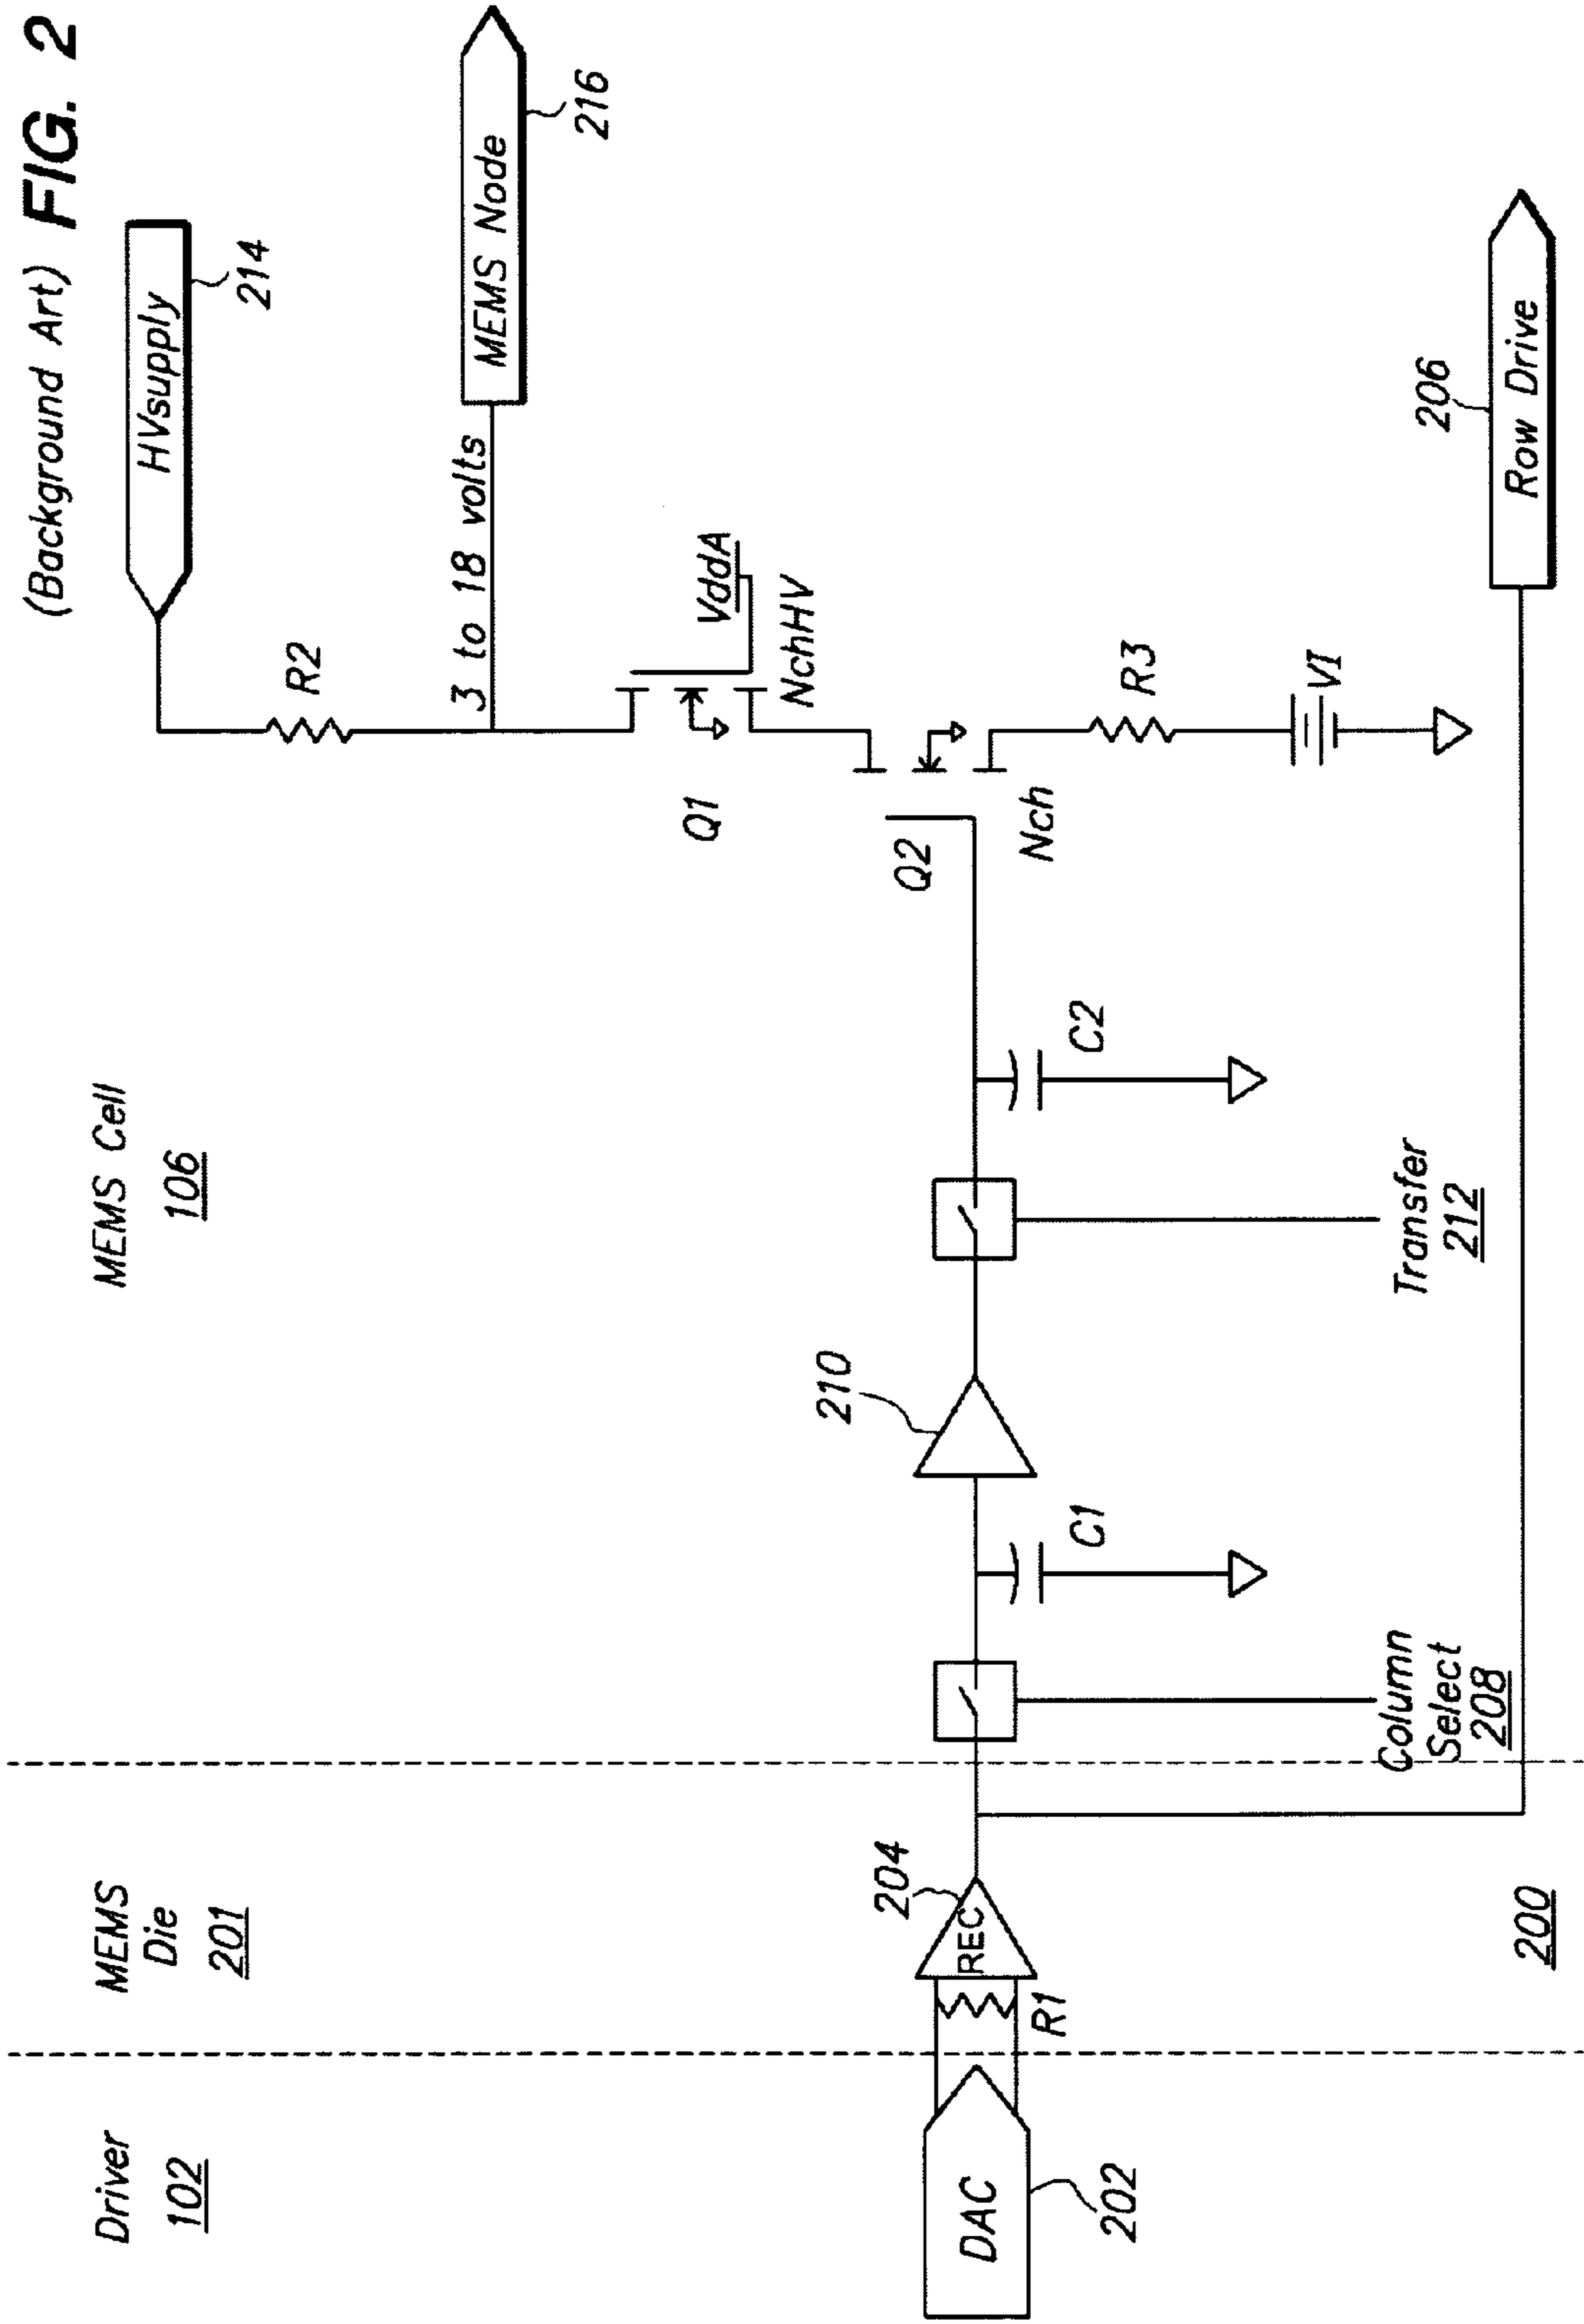 (Background Art) FIG. 2
Driver
102
MEMS
Die
201
MEMS Cell
106
HVsupply
214
R2
3 to 18 volts
MEMS Node
216
VddA
NchHV
Q1
Q2
Nch
R3
VI
DAC
202
R1
REC
204
210
C1
C2
Column
Select
208
Transfer
212
206
Row Drive
200